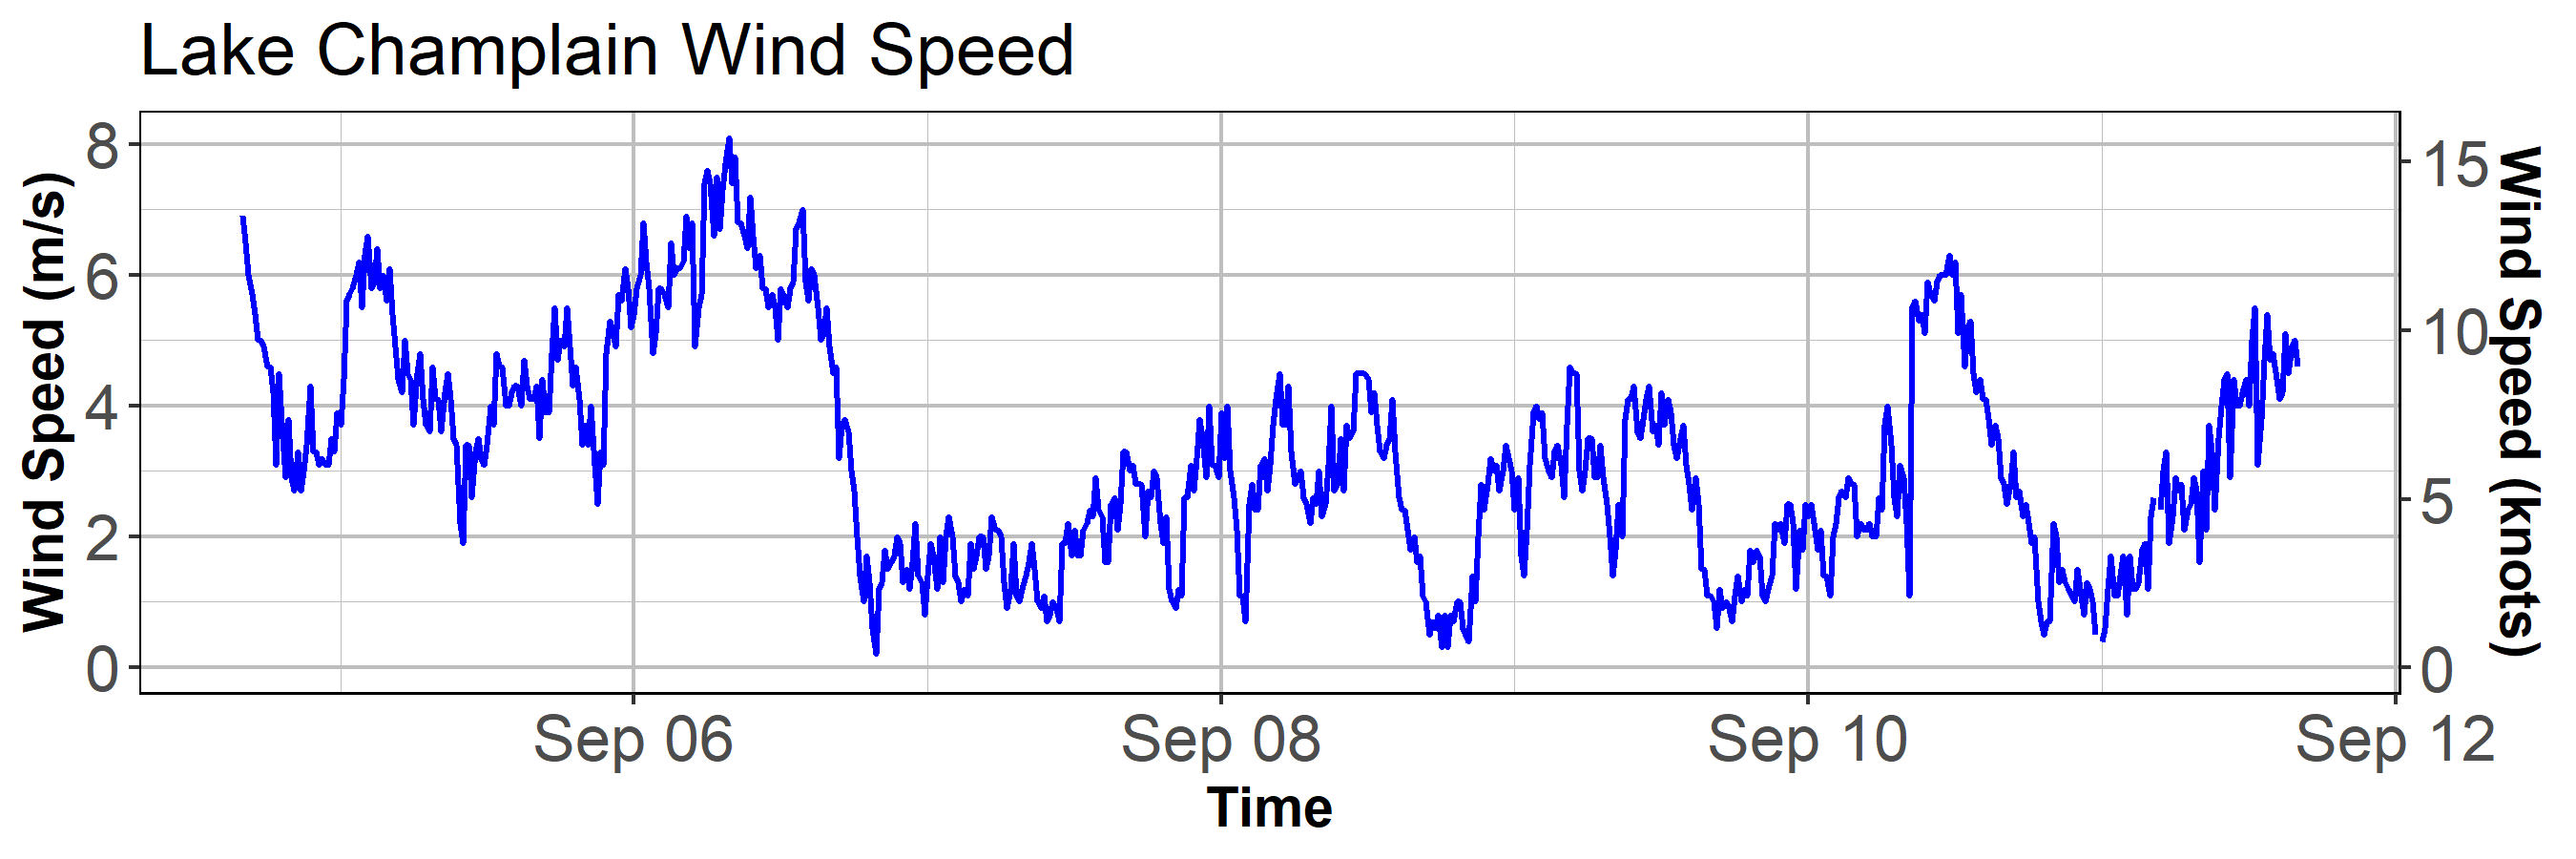 Lake Champlain Wind Speed
Wind Speed (m/s)
8
6
4
2
0
15
10
5
0
Wind Speed (knots)
Sep 06
Sep 08
Sep 10
Sep 12
Time